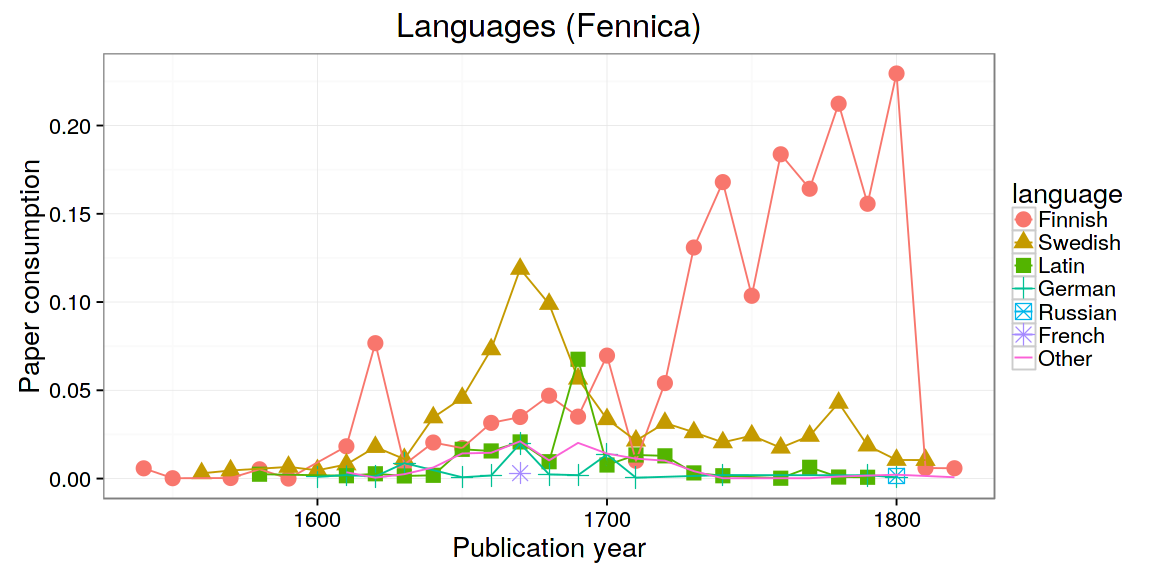 Languages (Fennica)
Paper consumption
0.20
0.15
0.10
0.05
0.00
1600 1700 1800
Publication year
language
Finnish
Swedish
Latin
German
Russian
French
Other